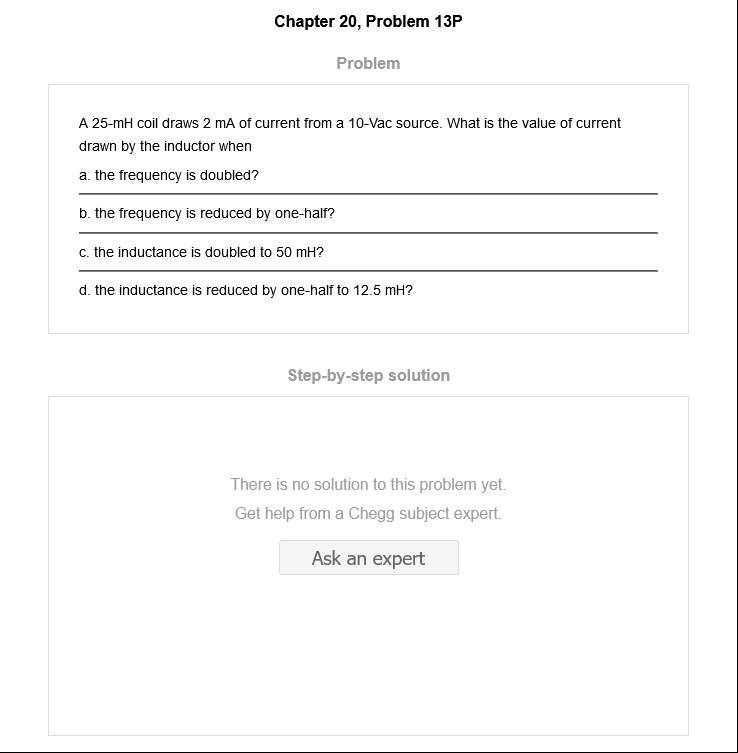 Chapter 20, Problem 13P
Problem
A 25-mH coil draws 2 mA of current from a 10-Vac source. What is the value of current
drawn by the inductor when
a. the frequency is doubled?
b. the frequency is reduced by one-half?
c. the inductance is doubled to 50 mH?
d. the inductance is reduced by one-half to 12.5 mH?
Step-by-step solution
There is no solution to this problem yet.
Get help from a Chegg subject expert.
Ask an expert